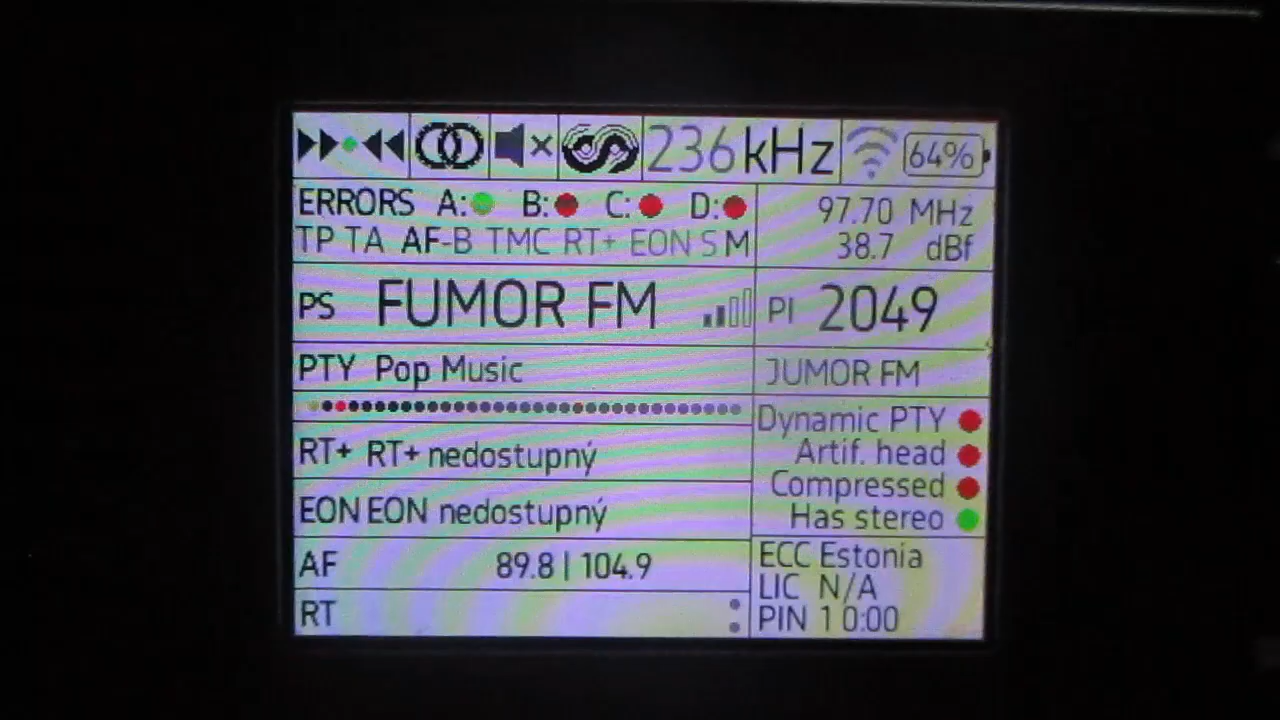 236 kHz 64%
ERRORS A: B: C: D:
97.70 MHz
TP TA AF-B TMC RT+ EON S M
38.7 dBf
PS FUMOR FM
PI 2049
PTY Pop Music
JUMOR FM
Dynamic PTY
RT+ RT+ nedostupný
Artif. head
Compressed
EON EON nedostupný
Has stereo
AF 89.8 | 104.9
ECC Estonia
LIC N/A
RT
PIN 1 0:00